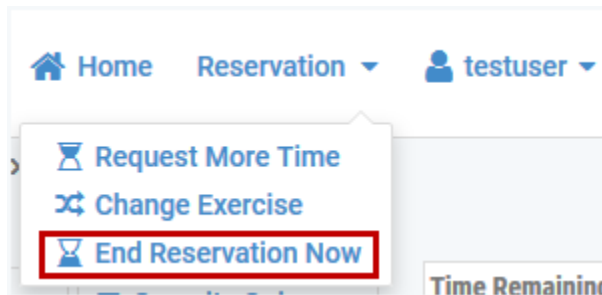 Home Reservation testuser
Request More Time
Change Exercise
End Reservation Now
Time Remaining